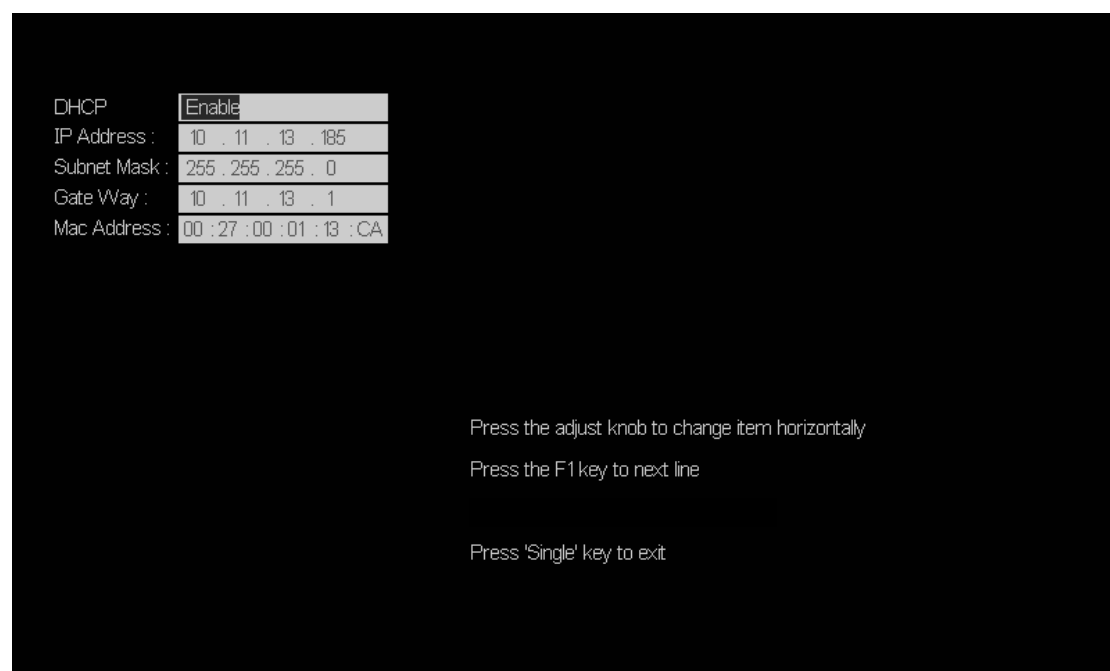 DHCP Enable
IP Address : 10 . 11 . 13 . 185
Subnet Mask : 255 . 255 . 255 . 0
Gate Way : 10 . 11 . 13 . 1
Mac Address : 00 : 27 : 00 : 01 : 13 : CA
Press the adjust knob to change item horizontally
Press the F1 key to next line
Press 'Single' key to exit